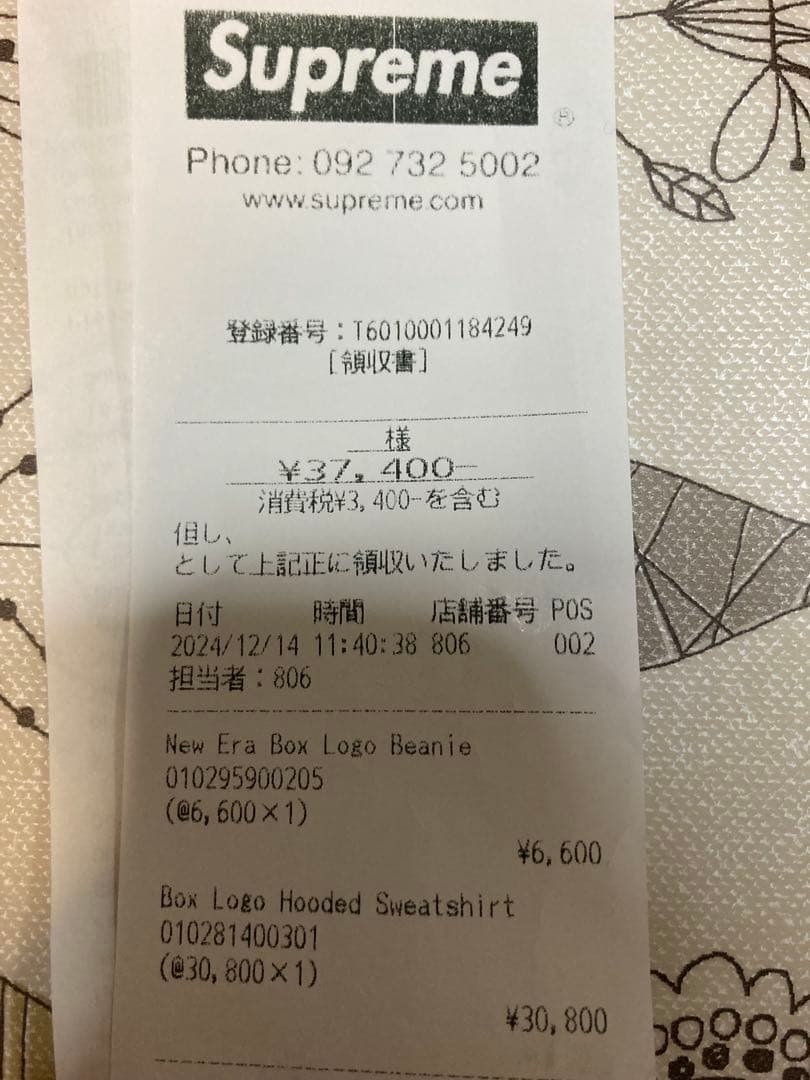 Supreme
®
Phone: 092 732 5002
www.supreme.com
登録番号：T6010001184249
[領収書]
様
¥37,400-
消費税¥3,400-を含む
但し、
として上記正に領収いたしました。
日付 時間 店舗番号 POS
2024/12/14 11:40:38 806 002
担当者：806
New Era Box Logo Beanie
010295900205
(@6,600×1)
¥6,600
Box Logo Hooded Sweatshirt
010281400301
(@30,800×1)
¥30,800